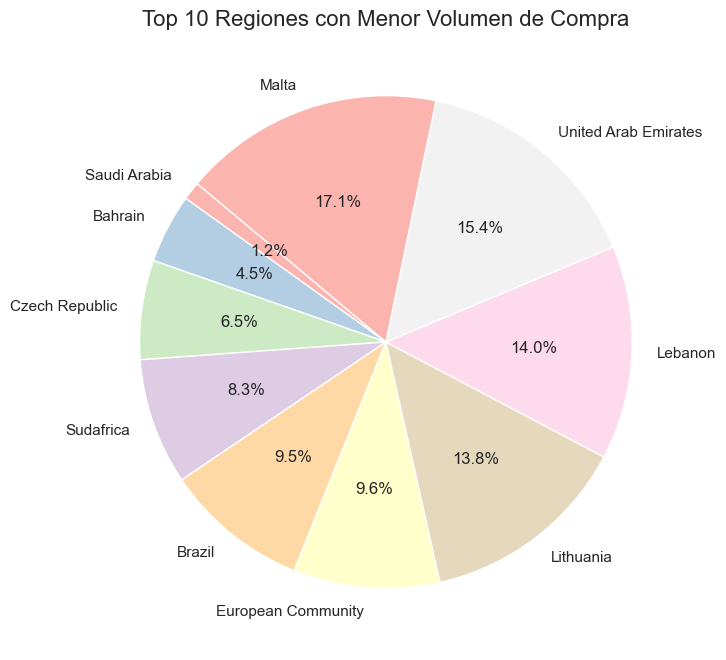 Top 10 Regiones con Menor Volumen de Compra
Malta
United Arab Emirates
Saudi Arabia
Bahrain
17.1%
15.4%
1.2%
4.5%
Czech Republic
6.5%
14.0%
Lebanon
Sudafrica
8.3%
9.5%
13.8%
9.6%
Brazil
Lithuania
European Community